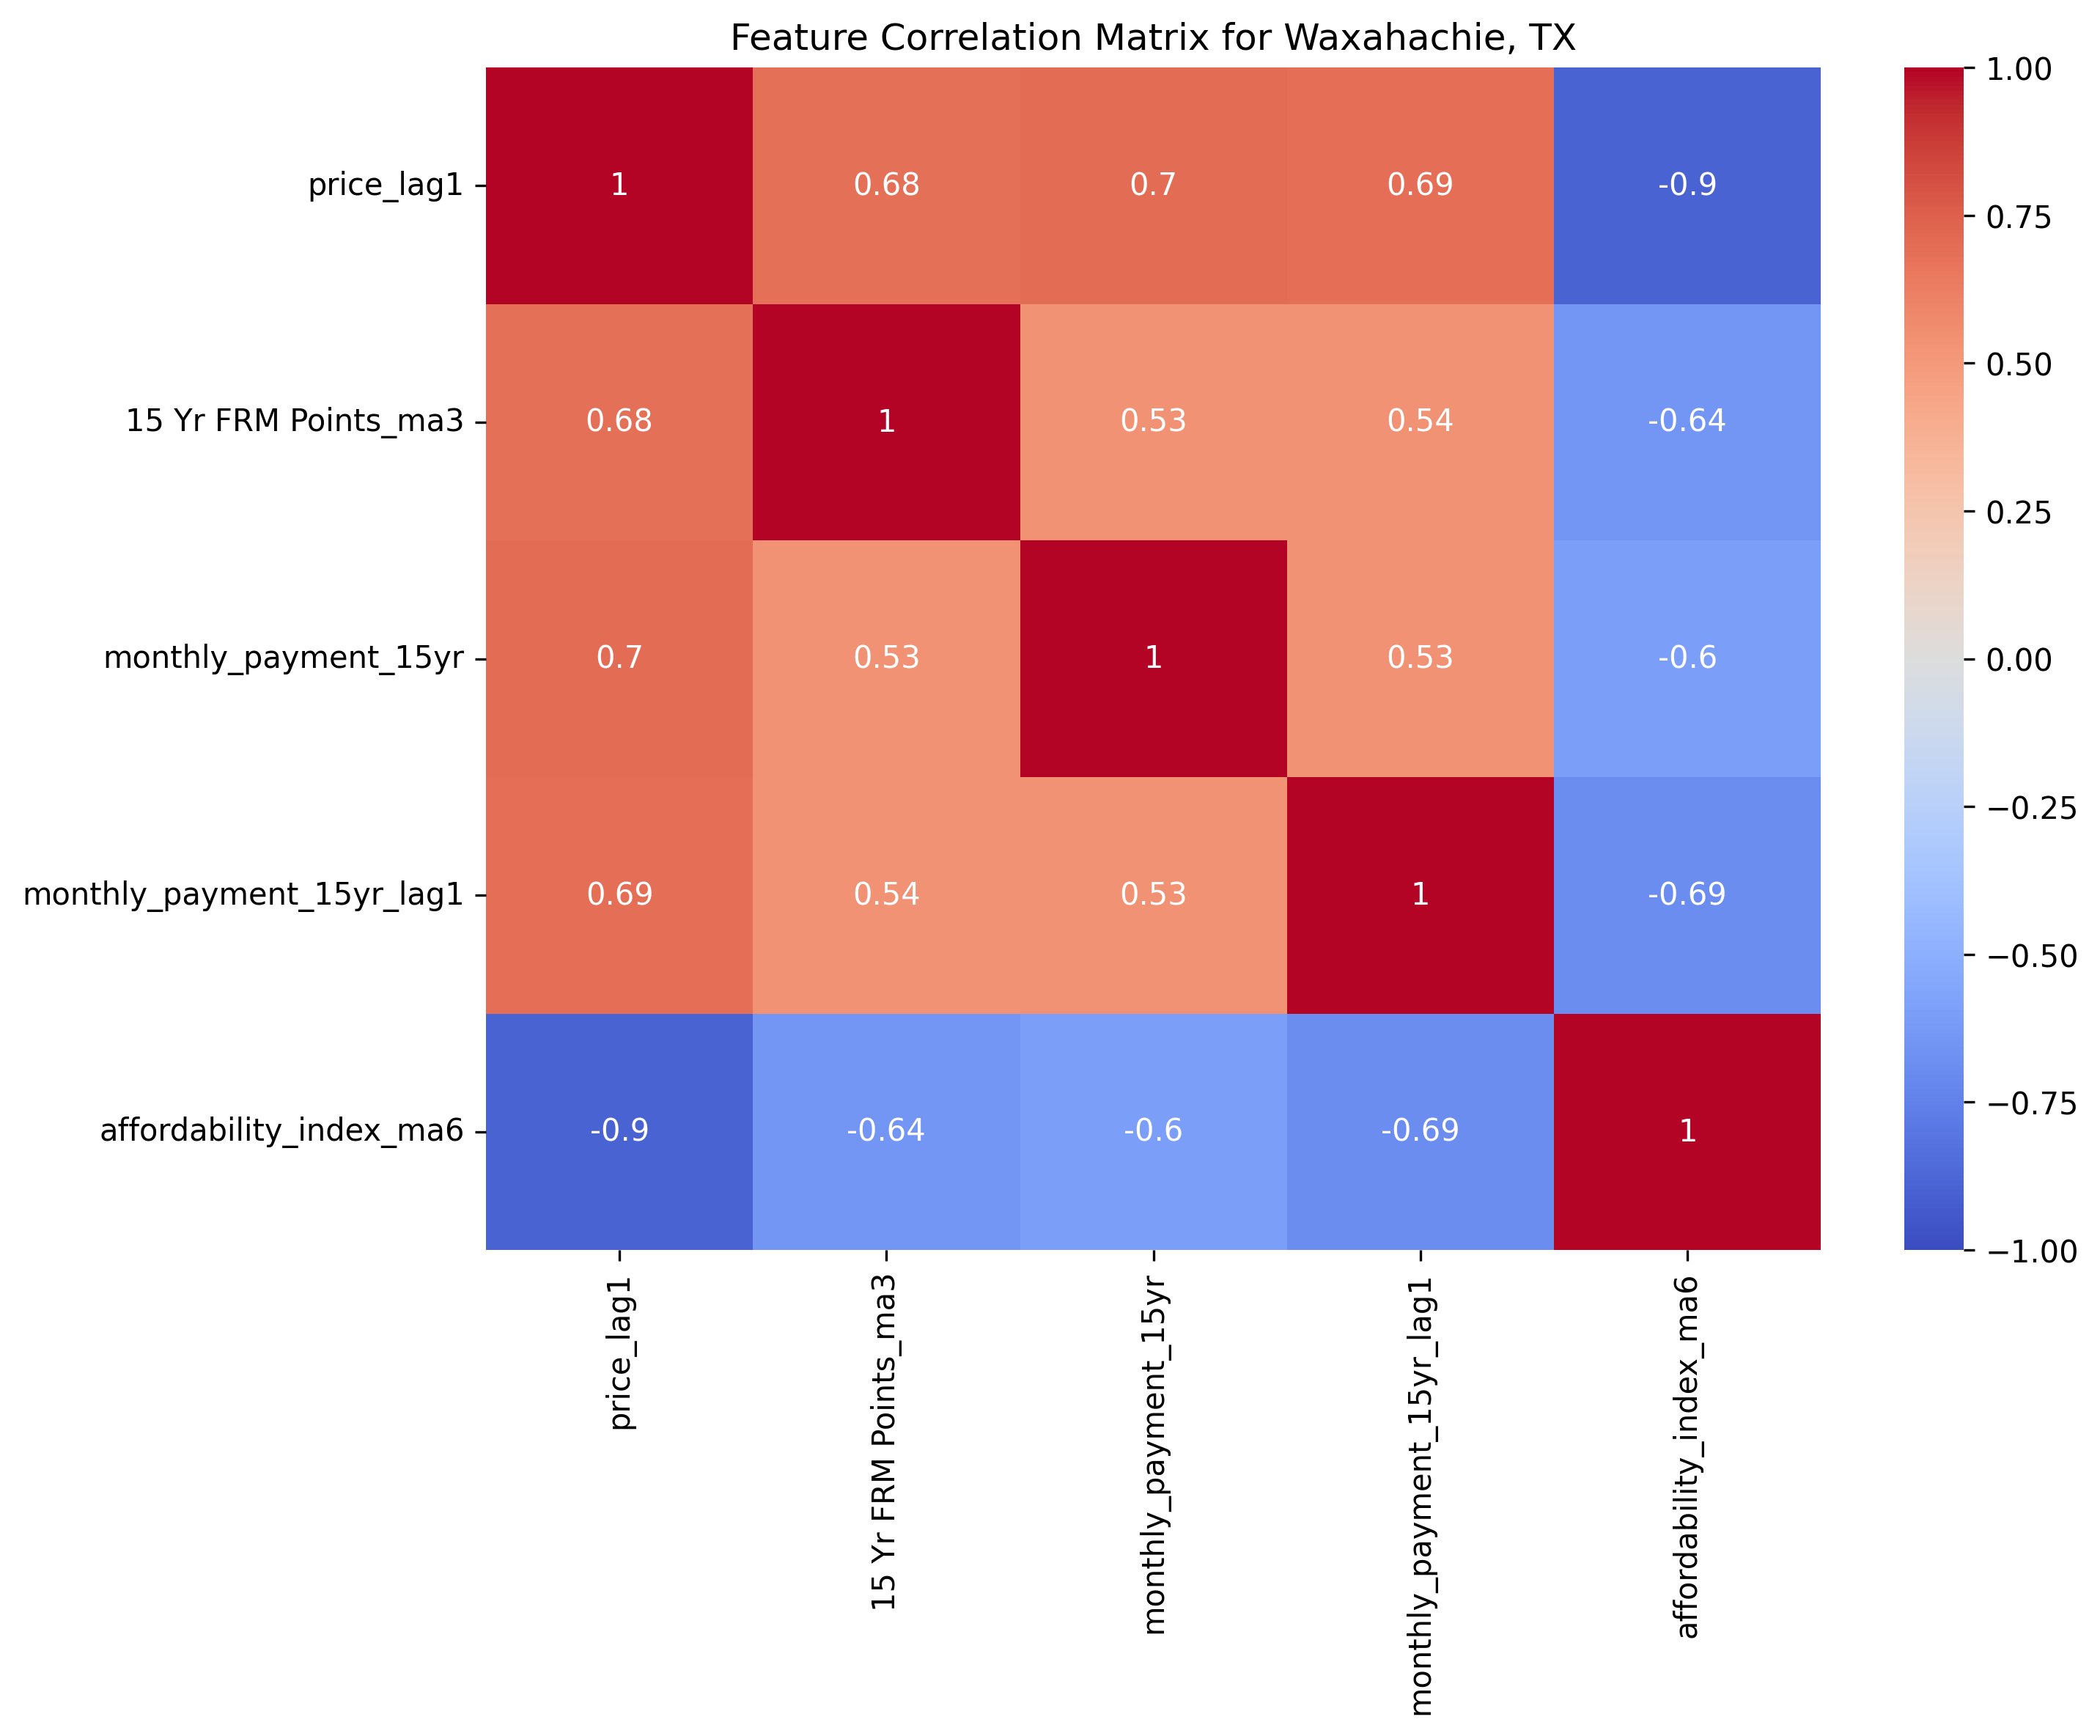 Feature Correlation Matrix for Waxahachie, TX
price_lag1 1 0.68 0.7 0.69 -0.9
15 Yr FRM Points_ma3 0.68 1 0.53 0.54 -0.64
monthly_payment_15yr 0.7 0.53 1 0.53 -0.6
monthly_payment_15yr_lag1 0.69 0.54 0.53 1 -0.69
affordability_index_ma6 -0.9 -0.64 -0.6 -0.69 1
price_lag1
15 Yr FRM Points_ma3
monthly_payment_15yr
monthly_payment_15yr_lag1
affordability_index_ma6
1.00
0.75
0.50
0.25
0.00
−0.25
−0.50
−0.75
−1.00